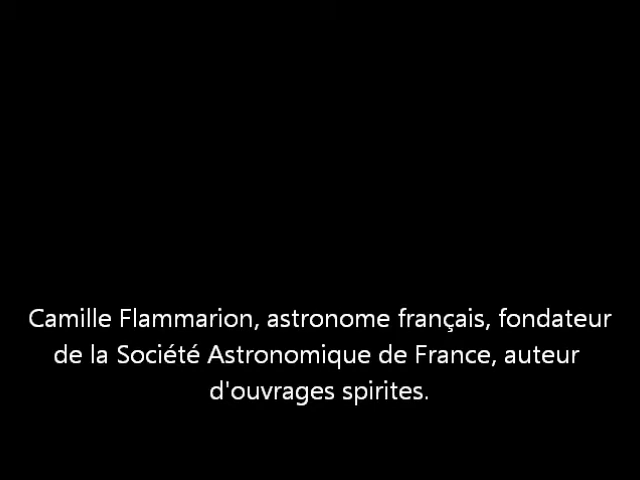 Camille Flammarion, astronome français, fondateur
de la Société Astronomique de France, auteur
d'ouvrages spirites.